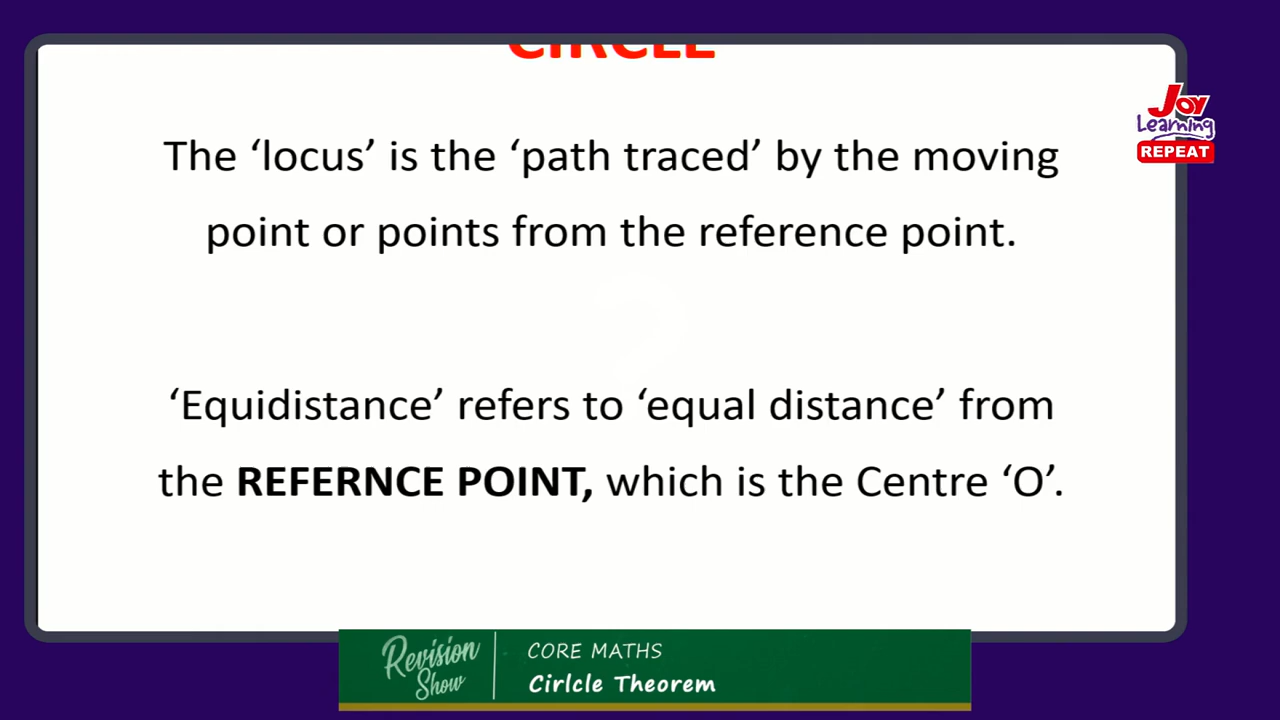 CIRCLE
The ‘locus’ is the ‘path traced’ by the moving
point or points from the reference point.
‘Equidistance’ refers to ‘equal distance’ from
the REFERNCE POINT, which is the Centre ‘O’.
Joy
Learning
REPEAT
Revision
Show
CORE MATHS
Cirlcle Theorem